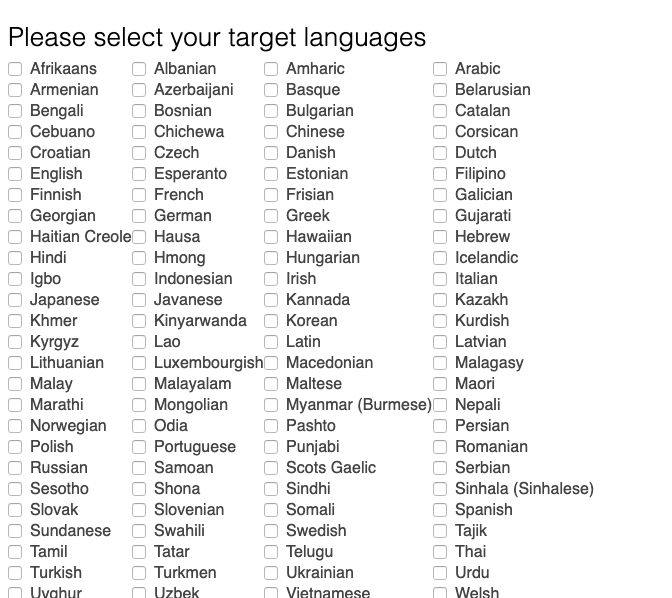 Please select your target languages
Afrikaans Albanian Amharic Arabic
Armenian Azerbaijani Basque Belarusian
Bengali Bosnian Bulgarian Catalan
Cebuano Chichewa Chinese Corsican
Croatian Czech Danish Dutch
English Esperanto Estonian Filipino
Finnish French Frisian Galician
Georgian German Greek Gujarati
Haitian Creole Hausa Hawaiian Hebrew
Hindi Hmong Hungarian Icelandic
Igbo Indonesian Irish Italian
Japanese Javanese Kannada Kazakh
Khmer Kinyarwanda Korean Kurdish
Kyrgyz Lao Latin Latvian
Lithuanian Luxembourgish Macedonian Malagasy
Malay Malayalam Maltese Maori
Marathi Mongolian Myanmar (Burmese) Nepali
Norwegian Odia Pashto Persian
Polish Portuguese Punjabi Romanian
Russian Samoan Scots Gaelic Serbian
Sesotho Shona Sindhi Sinhala (Sinhalese)
Slovak Slovenian Somali Spanish
Sundanese Swahili Swedish Tajik
Tamil Tatar Telugu Thai
Turkish Turkmen Ukrainian Urdu
Uyghur Uzbek Vietnamese Welsh